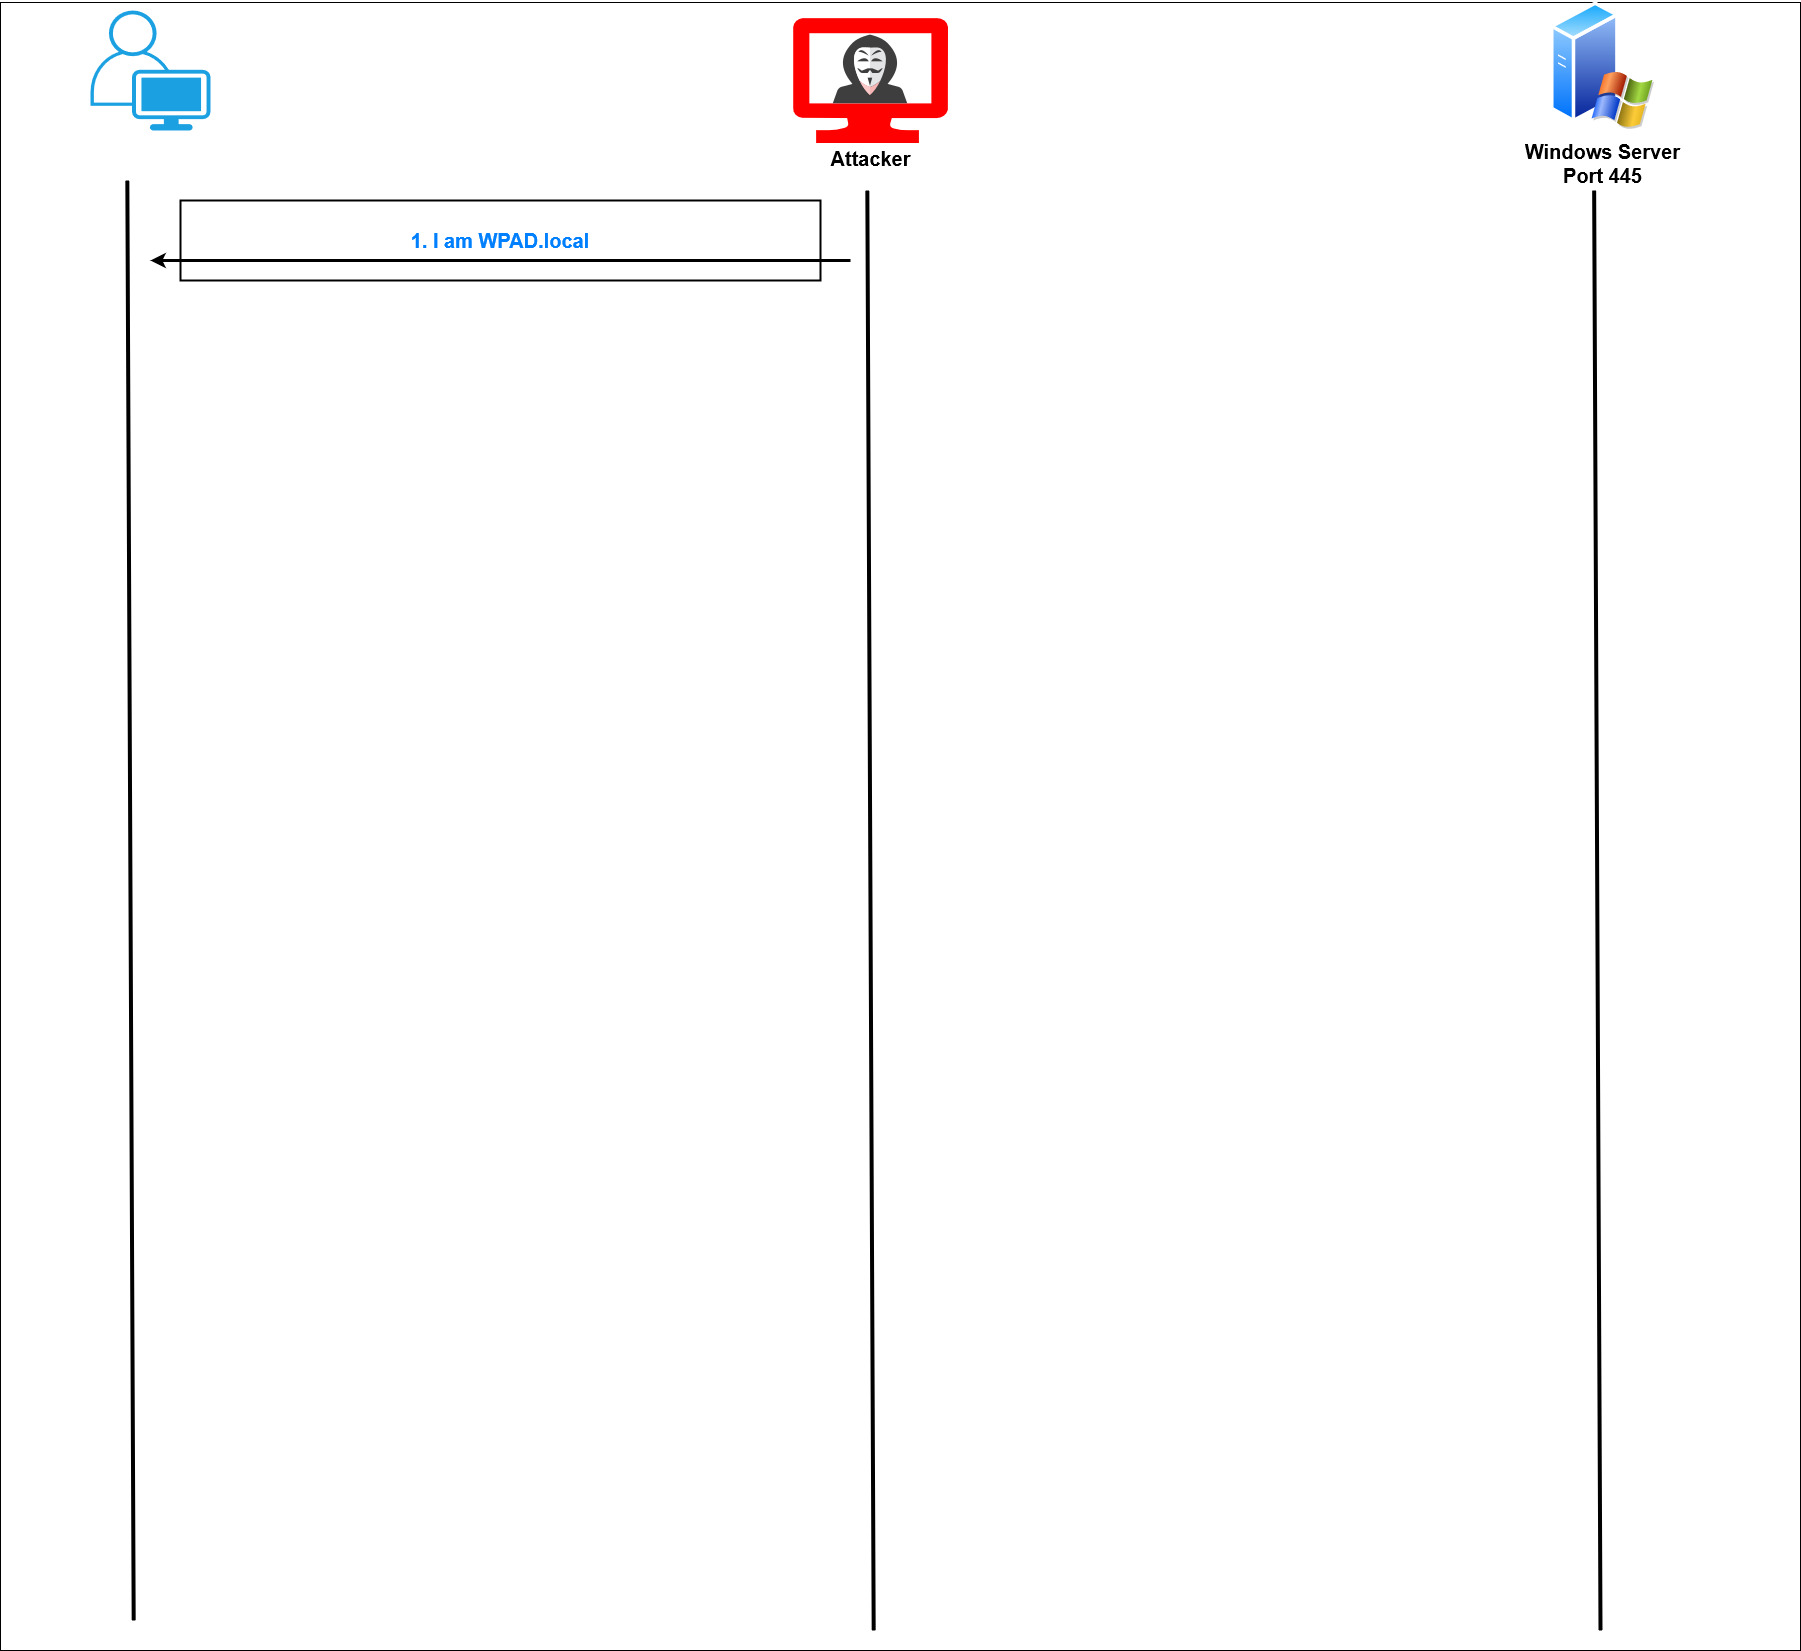 Attacker
Windows Server
Port 445
1. I am WPAD.local